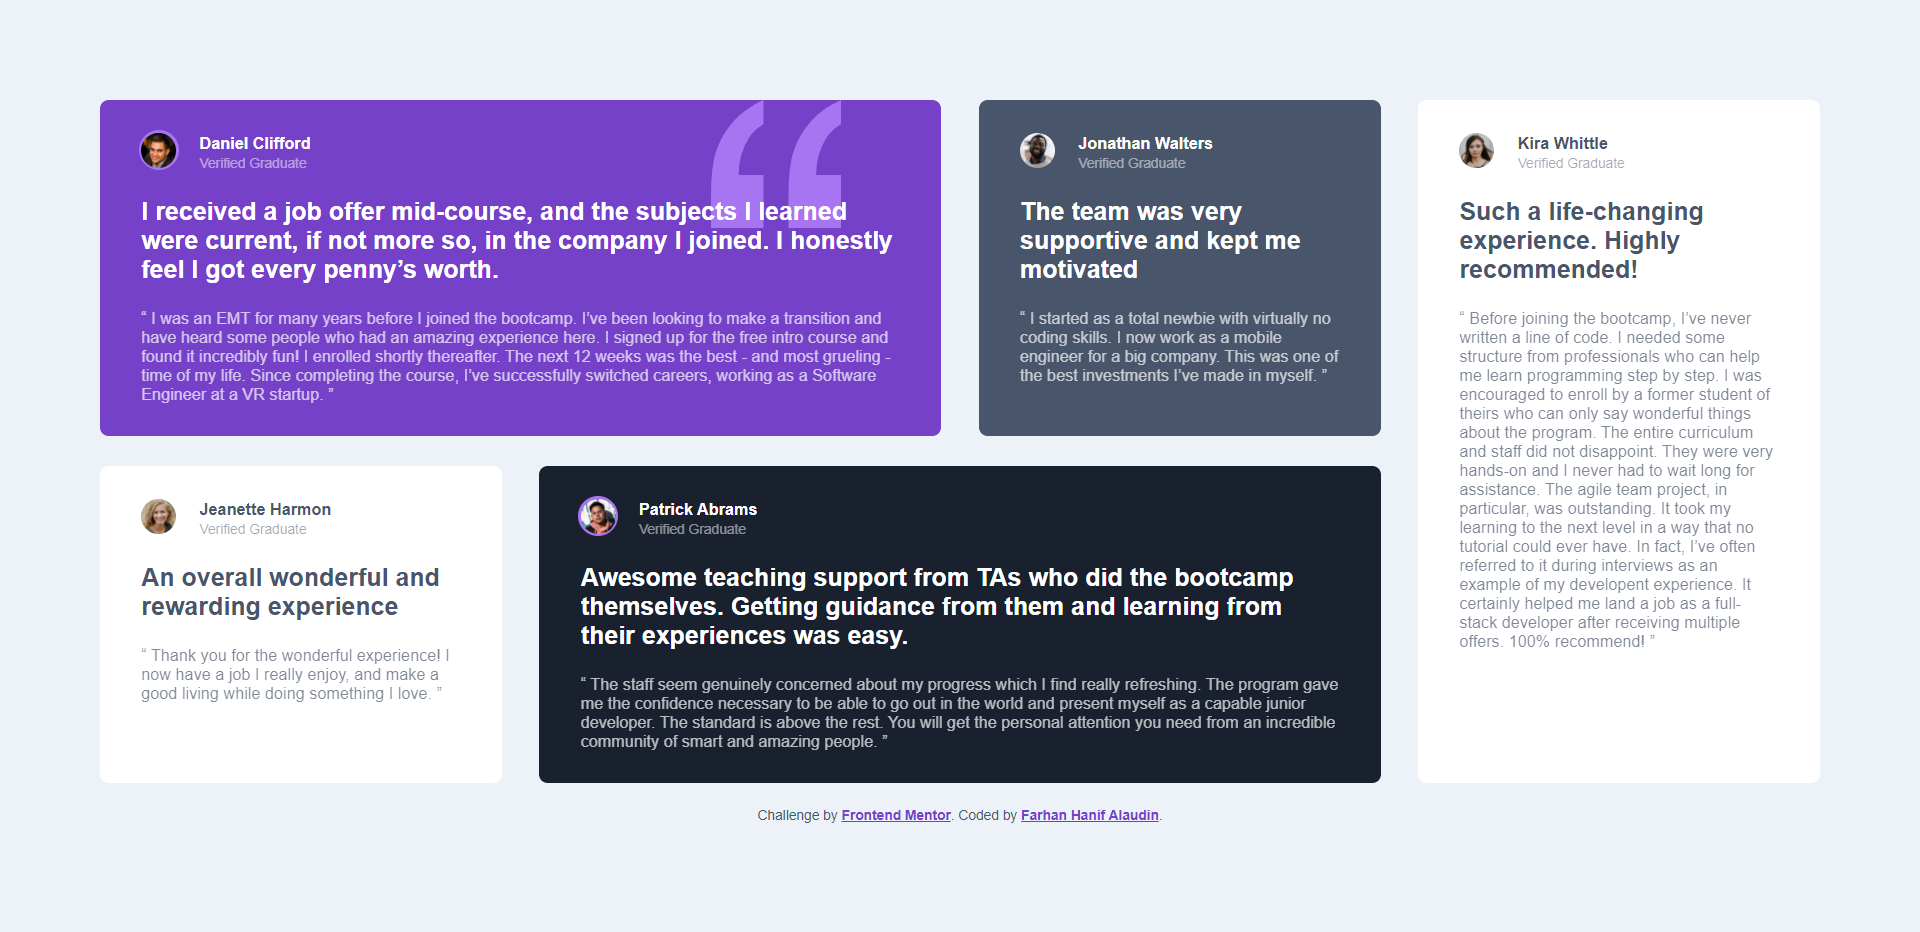 Daniel Clifford
Verified Graduate
I received a job offer mid-course, and the subjects I learned
were current, if not more so, in the company I joined. I honestly
feel I got every penny’s worth.
“ I was an EMT for many years before I joined the bootcamp. I’ve been looking to make a transition and
have heard some people who had an amazing experience here. I signed up for the free intro course and
found it incredibly fun! I enrolled shortly thereafter. The next 12 weeks was the best - and most grueling -
time of my life. Since completing the course, I’ve successfully switched careers, working as a Software
Engineer at a VR startup. ”
Jonathan Walters
Verified Graduate
The team was very
supportive and kept me
motivated
“ I started as a total newbie with virtually no
coding skills. I now work as a mobile
engineer for a big company. This was one of
the best investments I’ve made in myself. ”
Kira Whittle
Verified Graduate
Such a life-changing
experience. Highly
recommended!
“ Before joining the bootcamp, I’ve never
written a line of code. I needed some
structure from professionals who can help
me learn programming step by step. I was
encouraged to enroll by a former student of
theirs who can only say wonderful things
about the program. The entire curriculum
and staff did not disappoint. They were very
hands-on and I never had to wait long for
assistance. The agile team project, in
particular, was outstanding. It took my
learning to the next level in a way that no
tutorial could ever have. In fact, I’ve often
referred to it during interviews as an
example of my developent experience. It
certainly helped me land a job as a full-
stack developer after receiving multiple
offers. 100% recommend! ”
Jeanette Harmon
Verified Graduate
An overall wonderful and
rewarding experience
“ Thank you for the wonderful experience! I
now have a job I really enjoy, and make a
good living while doing something I love. ”
Patrick Abrams
Verified Graduate
Awesome teaching support from TAs who did the bootcamp
themselves. Getting guidance from them and learning from
their experiences was easy.
“ The staff seem genuinely concerned about my progress which I find really refreshing. The program gave
me the confidence necessary to be able to go out in the world and present myself as a capable junior
developer. The standard is above the rest. You will get the personal attention you need from an incredible
community of smart and amazing people. ”
Challenge by Frontend Mentor. Coded by Farhan Hanif Alaudin.